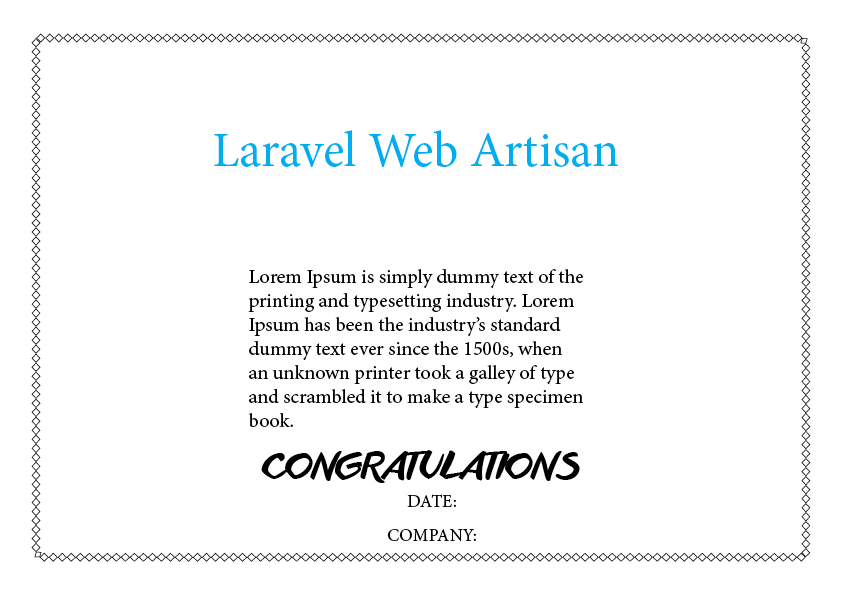 Laravel Web Artisan
Lorem Ipsum is simply dummy text of the
printing and typesetting industry. Lorem
Ipsum has been the industry’s standard
dummy text ever since the 1500s, when
an unknown printer took a galley of type
and scrambled it to make a type specimen
book.
CONGRATULATIONS
DATE:
COMPANY: